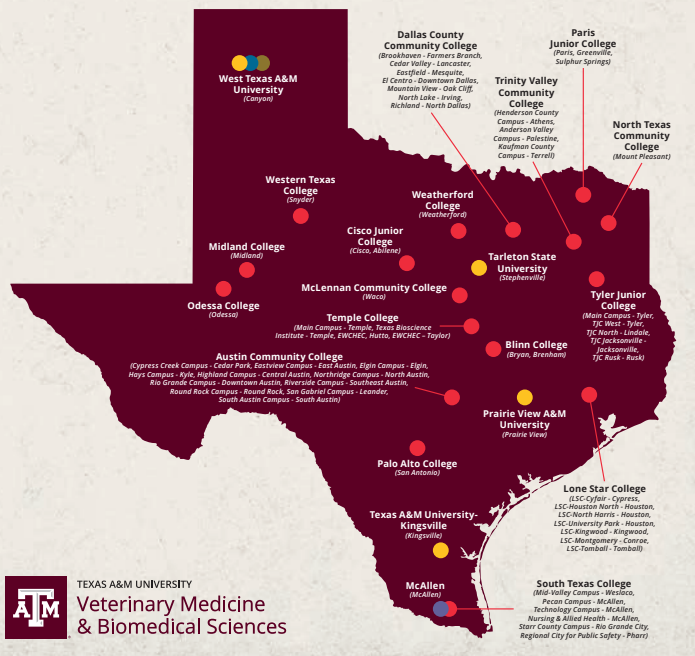 Dallas County
Community College
(Brookhaven - Farmers Branch,
Cedar Valley - Lancaster,
Eastfield - Mesquite,
El Centro - Downtown Dallas,
Mountain View - Oak Cliff,
North Lake - Irving,
Richland - North Dallas)
Paris
Junior College
(Paris, Greenville,
Sulphur Springs)
Trinity Valley
Community
College
(Henderson County
Campus - Athens,
Anderson Valley
Campus - Palestine,
Kaufman County
Campus - Terrell)
North Texas
Community
College
(Mount Pleasant)
West Texas A&M
University
(Canyon)
Western Texas
College
(Snyder)
Weatherford
College
(Weatherford)
Cisco Junior
College
(Cisco, Abilene)
Midland College
(Midland)
Tarleton State
University
(Stephenville)
McLennan Community College
(Waco)
Odessa College
(Odessa)
Tyler Junior
College
(Main Campus - Tyler,
TJC West - Tyler,
TJC North - Lindale,
TJC Jacksonville -
Jacksonville,
TJC Rusk - Rusk)
Temple College
(Main Campus - Temple, Texas Bioscience
Institute - Temple, EWCHEC, Hutto, EWCHEC – Taylor)
Blinn College
(Bryan, Brenham)
Austin Community College
(Cypress Creek Campus - Cedar Park, Eastview Campus - East Austin, Elgin Campus - Elgin,
Hays Campus - Kyle, Highland Campus - Central Austin, Northridge Campus - North Austin,
Rio Grande Campus - Downtown Austin, Riverside Campus - Southeast Austin,
Round Rock Campus - Round Rock, San Gabriel Campus - Leander,
South Austin Campus - South Austin)
Prairie View A&M
University
(Prairie View)
Palo Alto College
(San Antonio)
Lone Star College
(LSC-Cyfair - Cypress,
LSC-Houston North - Houston,
LSC-North Harris - Houston,
LSC-University Park - Houston,
LSC-Kingwood - Kingwood,
LSC-Montgomery - Conroe,
LSC-Tomball - Tomball)
Texas A&M University-
Kingsville
(Kingsville)
McAllen
(McAllen)
South Texas College
(Mid-Valley Campus - Weslaco,
Pecan Campus - McAllen,
Technology Campus - McAllen,
Nursing & Allied Health - McAllen,
Starr County Campus - Rio Grande City,
Regional City for Public Safety - Pharr)
ATM
TEXAS A&M UNIVERSITY
Veterinary Medicine
& Biomedical Sciences